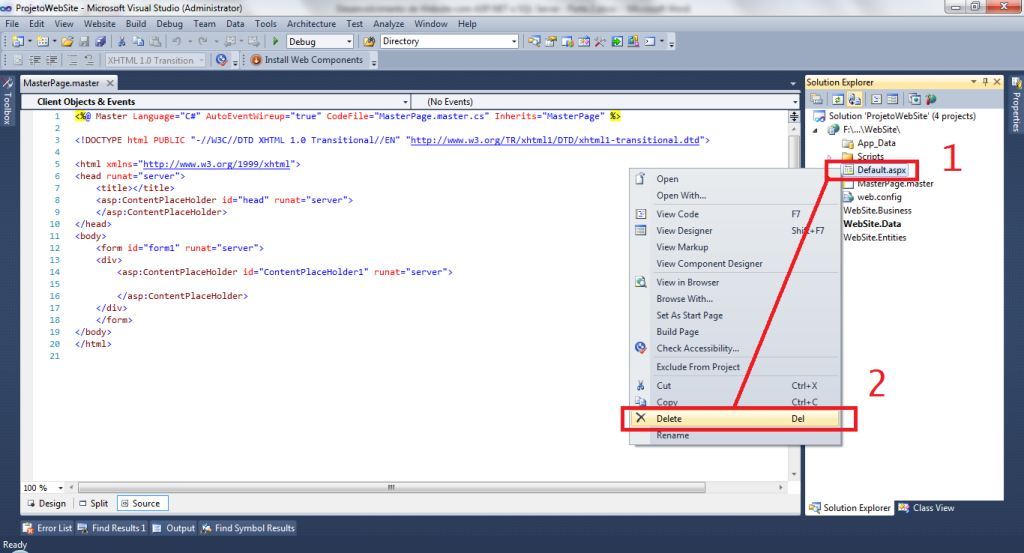 ProjetoWebSite - Microsoft Visual Studio (Administrator)
File Edit View Website Build Debug Team Data Tools Architecture Test Analyze Window Help
Debug Directory
XHTML 1.0 Transition Install Web Components
MasterPage.master
Client Objects & Events (No Events)
Toolbox
1 <%@ Master Language="C#" AutoEventWireup="true" CodeFile="MasterPage.master.cs" Inherits="MasterPage" %>
2
3 <!DOCTYPE html PUBLIC "-//W3C//DTD XHTML 1.0 Transitional//EN" "http://www.w3.org/TR/xhtml1/DTD/xhtml1-transitional.dtd">
4
5 <html xmlns="http://www.w3.org/1999/xhtml">
6 <head runat="server">
7 <title></title>
8 <asp:ContentPlaceHolder id="head" runat="server">
9 </asp:ContentPlaceHolder>
10 </head>
11 <body>
12 <form id="form1" runat="server">
13 <div>
14 <asp:ContentPlaceHolder id="ContentPlaceHolder1" runat="server">
15
16 </asp:ContentPlaceHolder>
17 </div>
18 </form>
19 </body>
20 </html>
21
Open
Open With...
View Code F7
View Designer Shift+F7
View Markup
View Component Designer
View in Browser
Browse With...
Set As Start Page
Build Page
Check Accessibility...
Exclude From Project
Cut Ctrl+X
Copy Ctrl+C
Delete Del
Rename
2
Solution Explorer
Solution 'ProjetoWebSite' (4 projects)
F:\...\WebSite\
App_Data
Scripts
Default.aspx
1
MasterPage.master
web.config
WebSite.Business
WebSite.Data
WebSite.Entities
Properties
100 %
Design Split Source
Solution Explorer Class View
Error List Find Results 1 Output Find Symbol Results
Ready